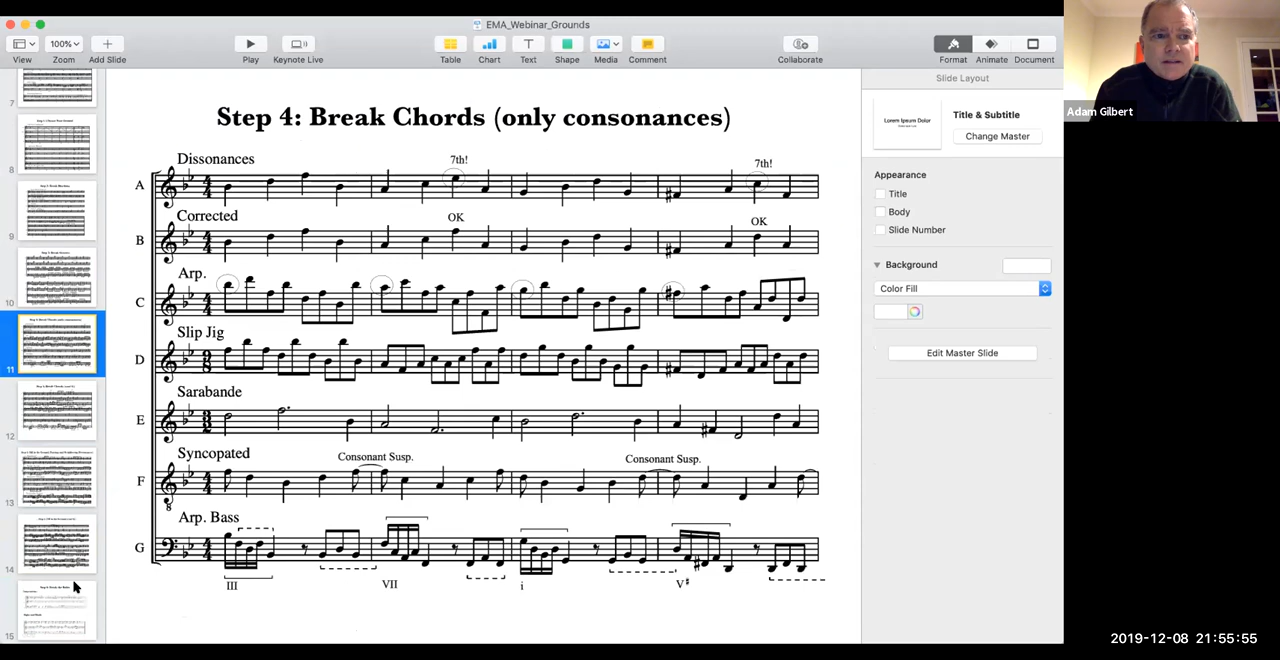 EMA_Webinar_Grounds
100%
View Zoom Add Slide Play Keynote Live Table Chart Text Shape Media Comment Collaborate Format Animate Document
Adam Gilbert
7
8
9
10
11
12
13
14
15
Step 4: Break Chords (only consonances)
Dissonances 7th! 7th!
A
Corrected OK OK
B
Arp.
C
Slip Jig
D
Sarabande
E
Syncopated Consonant Susp. Consonant Susp.
F
8
Arp. Bass
G
III VII i V#
Slide Layout
Lorem Ipsum Dolor
Title & Subtitle
Change Master
Appearance
Title
Body
Slide Number
Background
Color Fill
Edit Master Slide
2019-12-08 21:55:55